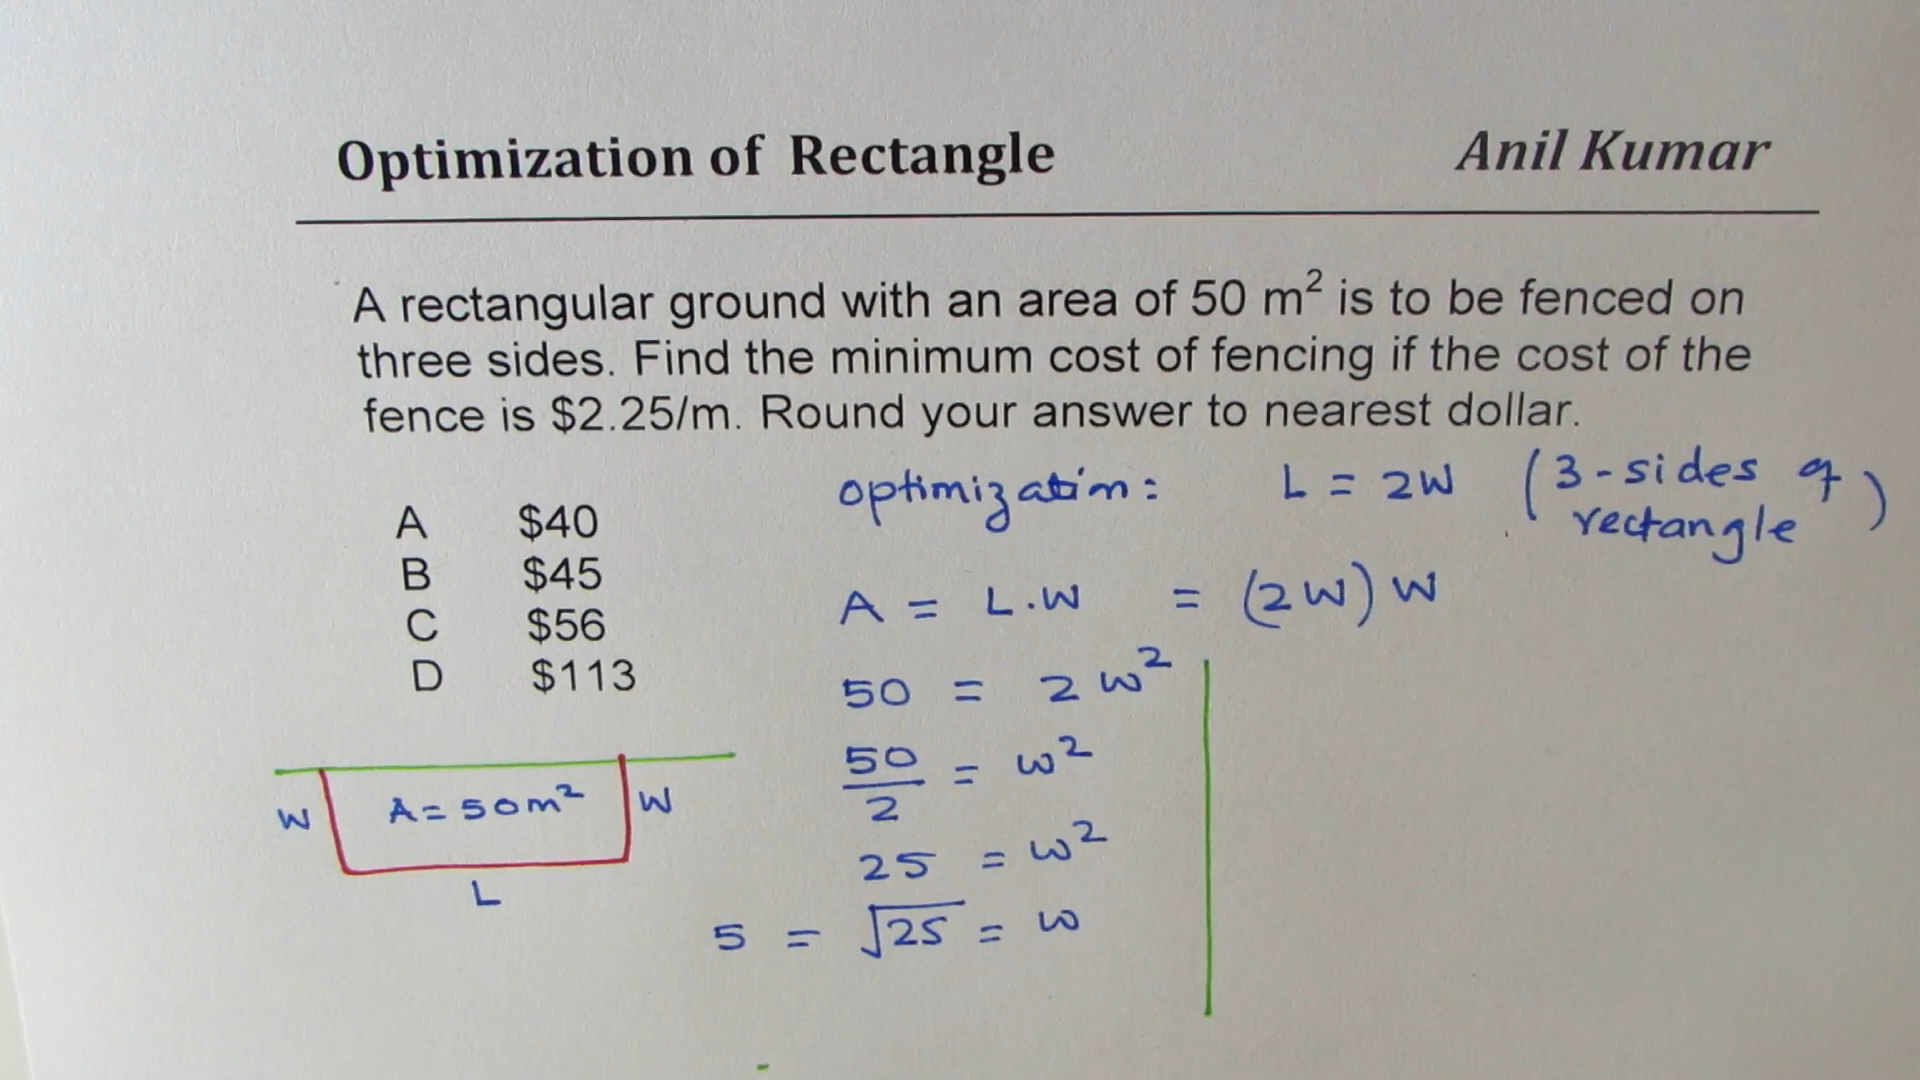 Optimization of Rectangle Anil Kumar
A rectangular ground with an area of 50 m² is to be fenced on
three sides. Find the minimum cost of fencing if the cost of the
fence is $2.25/m. Round your answer to nearest dollar.
A $40
B $45
C $56
D $113
optimization: L = 2W (3-sides of
rectangle)
A = L.W = (2W) W
50 = 2 W²
50/2 = W²
25 = W²
5 = √25 = W
W A = 50m² W
L